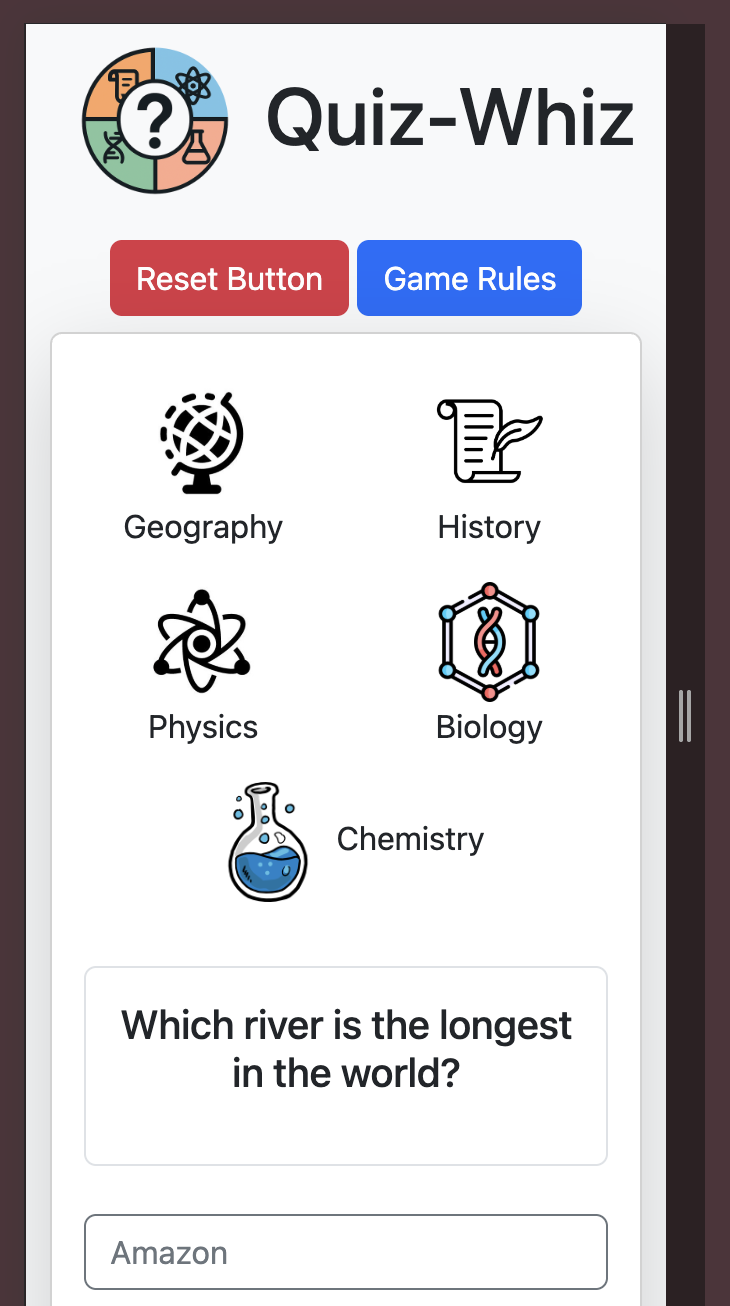 ?
Quiz-Whiz
Reset Button
Game Rules
Geography
History
Physics
Biology
Chemistry
Which river is the longest
in the world?
Amazon